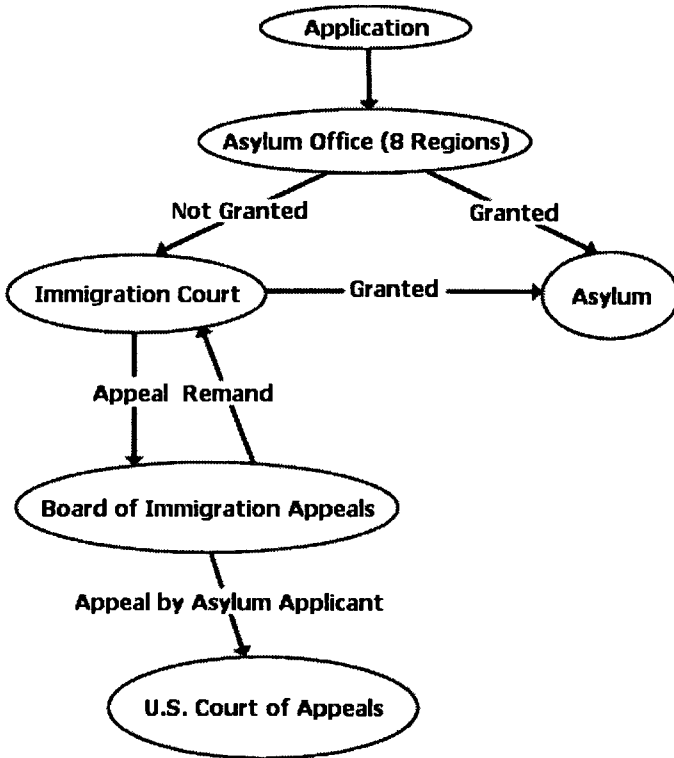 Application
Asylum Office (8 Regions)
Not Granted
Granted
Immigration Court
Granted
Asylum
Appeal Remand
Board of Immigration Appeals
Appeal by Asylum Applicant
U.S. Court of Appeals